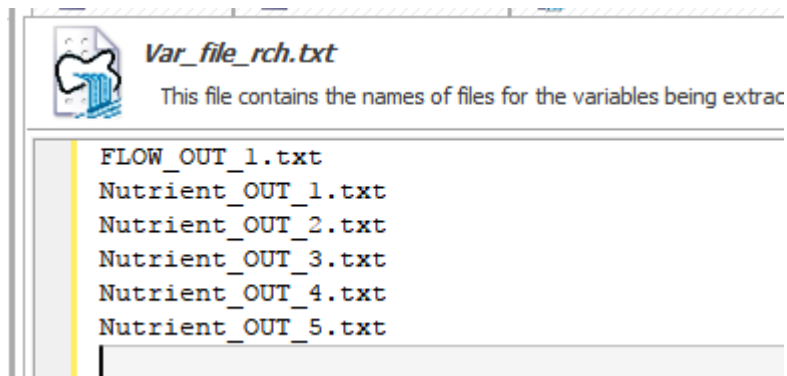 Var_file_rch.txt
This file contains the names of files for the variables being extrac
FLOW_OUT_1.txt
Nutrient_OUT_1.txt
Nutrient_OUT_2.txt
Nutrient_OUT_3.txt
Nutrient_OUT_4.txt
Nutrient_OUT_5.txt